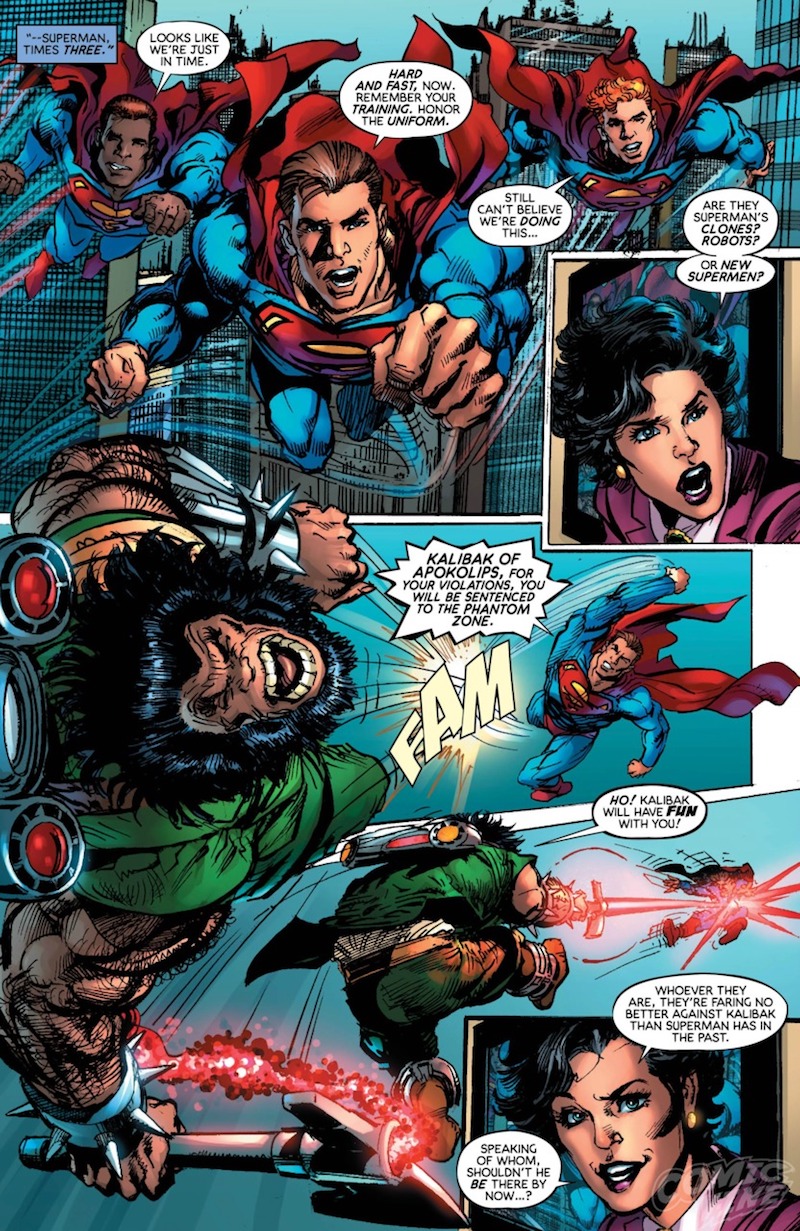 "--SUPERMAN,
TIMES THREE."
LOOKS LIKE
WE'RE JUST
IN TIME.
HARD
AND FAST, NOW.
REMEMBER YOUR
TRAINING. HONOR
THE UNIFORM.
STILL
CAN'T BELIEVE
WE'RE DOING
THIS...
ARE THEY
SUPERMAN'S
CLONES?
ROBOTS?
OR NEW
SUPERMEN?
KALIBAK OF
APOKOLIPS, FOR
YOUR VIOLATIONS, YOU
WILL BE SENTENCED
TO THE PHANTOM
ZONE.
FAM
HO! KALIBAK
WILL HAVE FUN
WITH YOU!
WHOEVER THEY
ARE, THEY'RE FARING NO
BETTER AGAINST KALIBAK
THAN SUPERMAN HAS IN
THE PAST.
SPEAKING
OF WHOM,
SHOULDN'T HE
BE THERE BY
NOW...?
COMIC
VINE